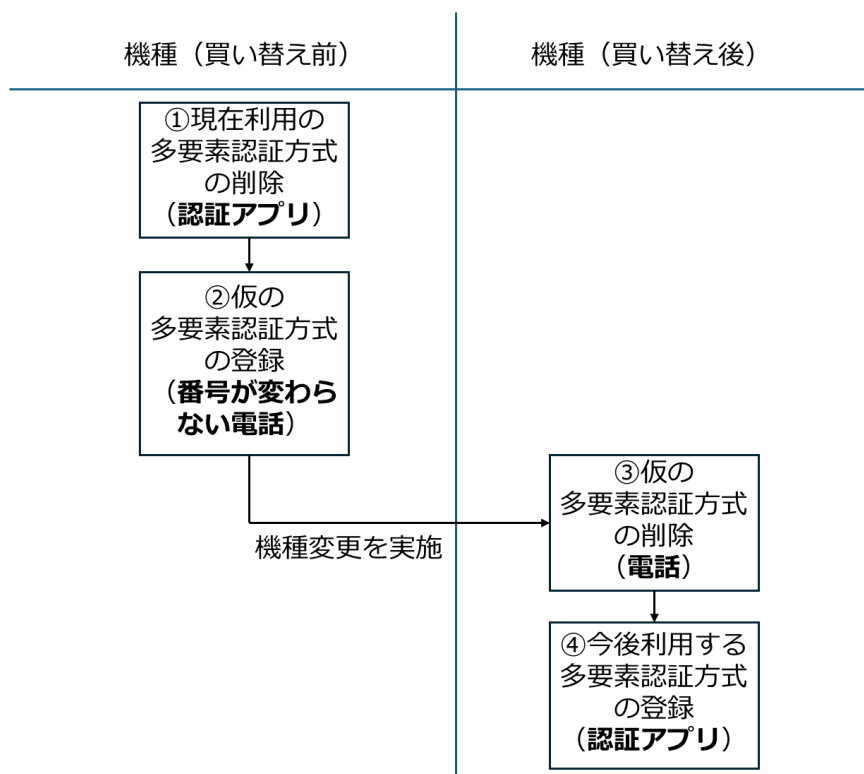 機種（買い替え前）
機種（買い替え後）
①現在利用の
多要素認証方式
の削除
（認証アプリ）
②仮の
多要素認証方式
の登録
（番号が変わら
ない電話）
機種変更を実施
③仮の
多要素認証方式
の削除
（電話）
④今後利用する
多要素認証方式
の登録
（認証アプリ）